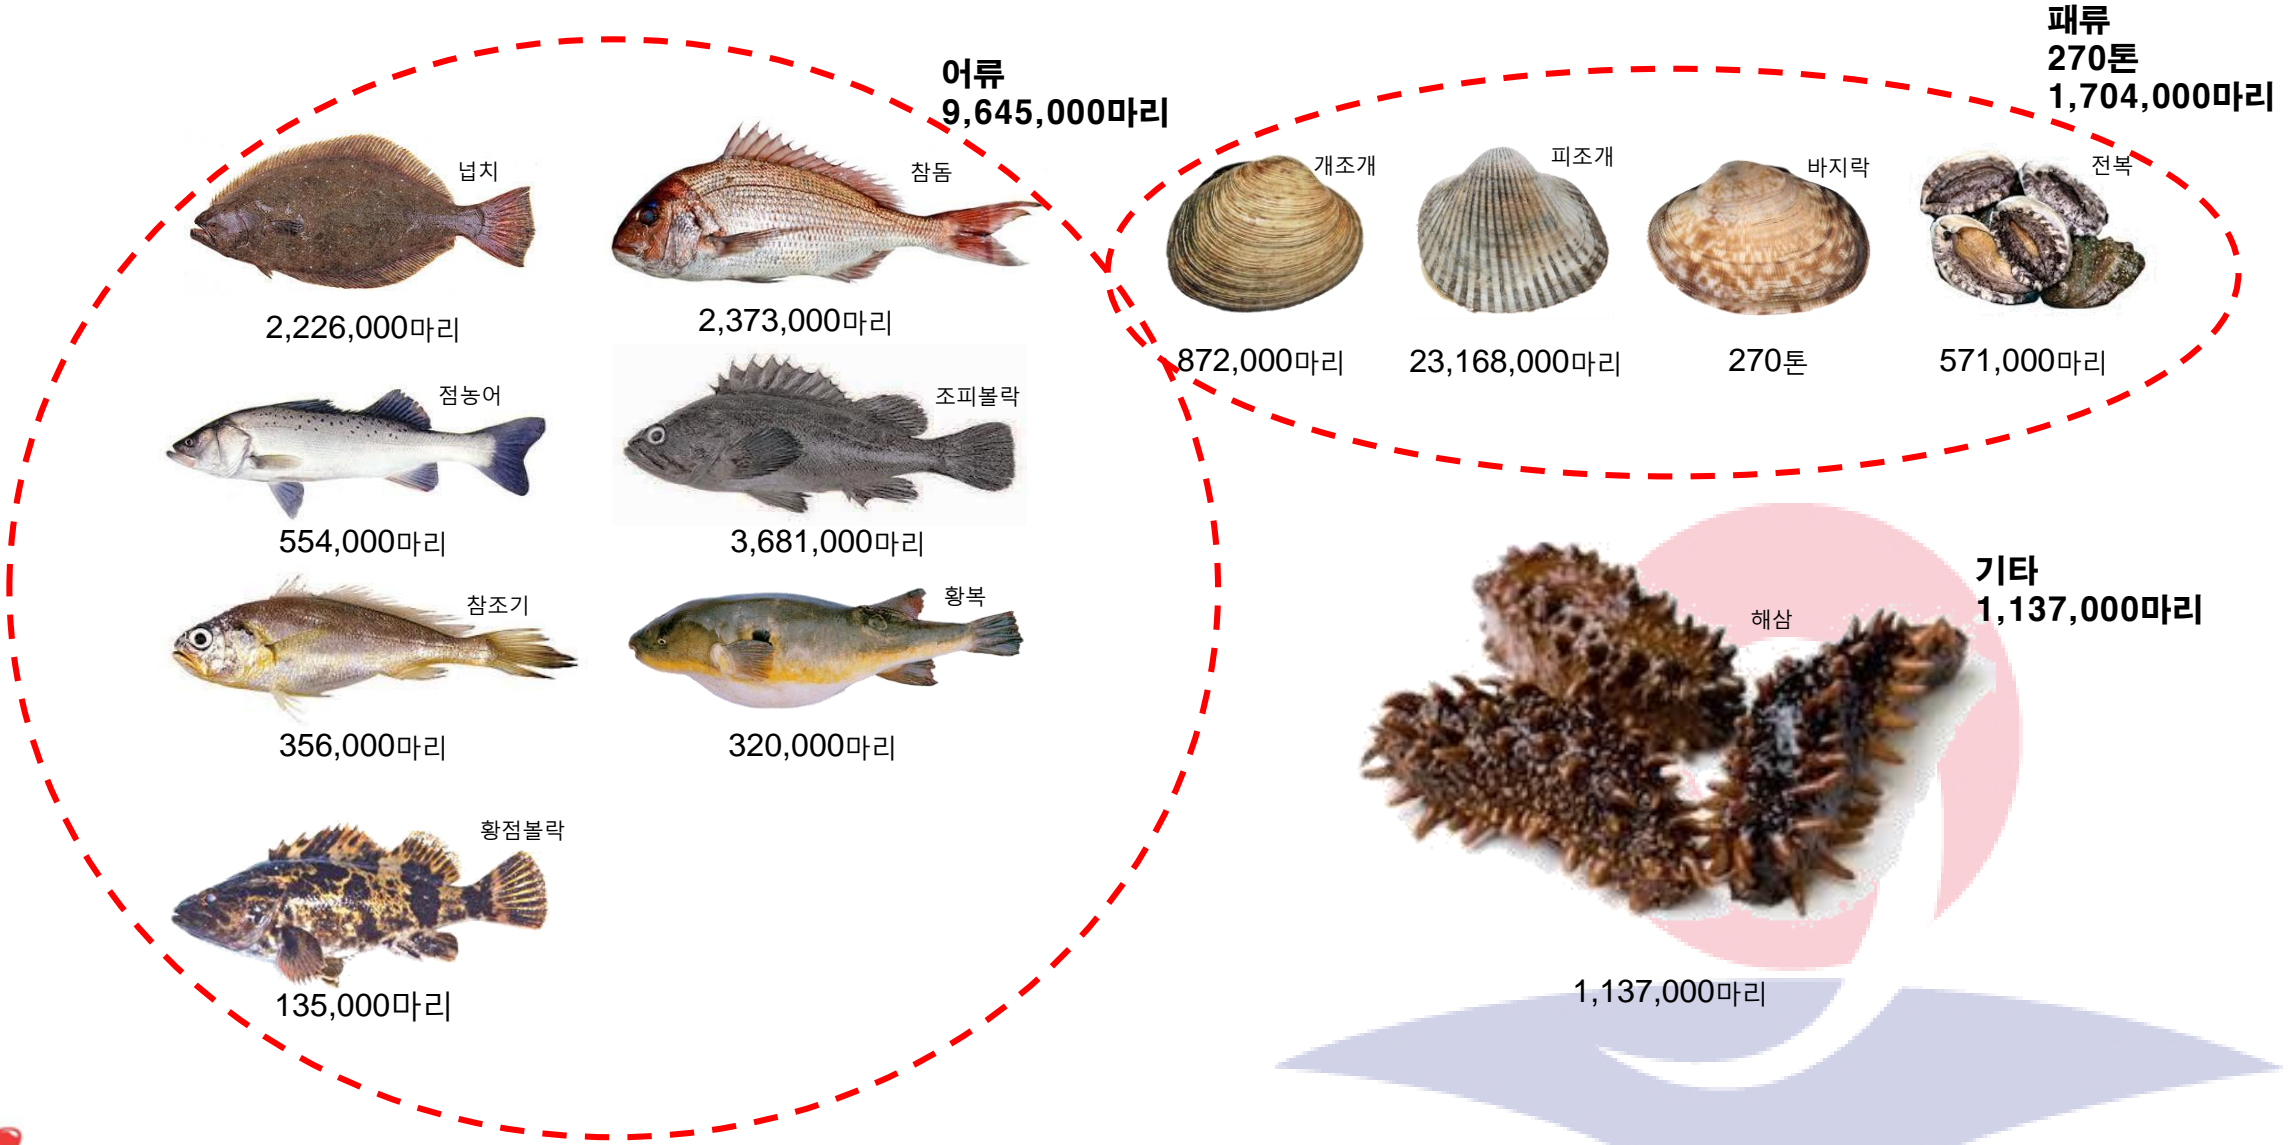 어류
9,645,000마리
넙치
2,226,000마리
참돔
2,373,000마리
점농어
554,000마리
조피볼락
3,681,000마리
참조기
356,000마리
황복
320,000마리
황점볼락
135,000마리
패류
270톤
1,704,000마리
개조개
872,000마리
피조개
23,168,000마리
바지락
270톤
전복
571,000마리
기타
1,137,000마리
해삼
1,137,000마리